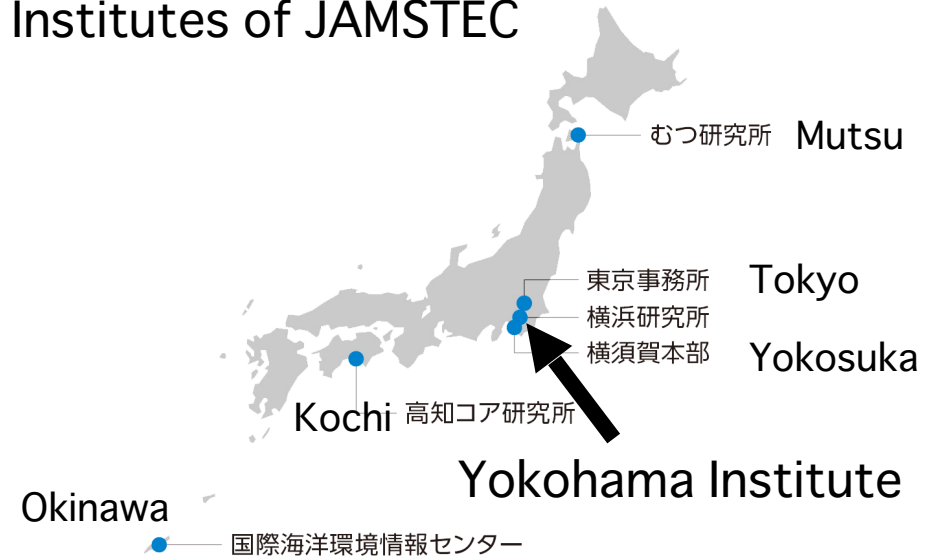 Institutes of JAMSTEC
むつ研究所 Mutsu
東京事務所 Tokyo
横浜研究所
横須賀本部 Yokosuka
Kochi 高知コア研究所
Yokohama Institute
Okinawa
国際海洋環境情報センター